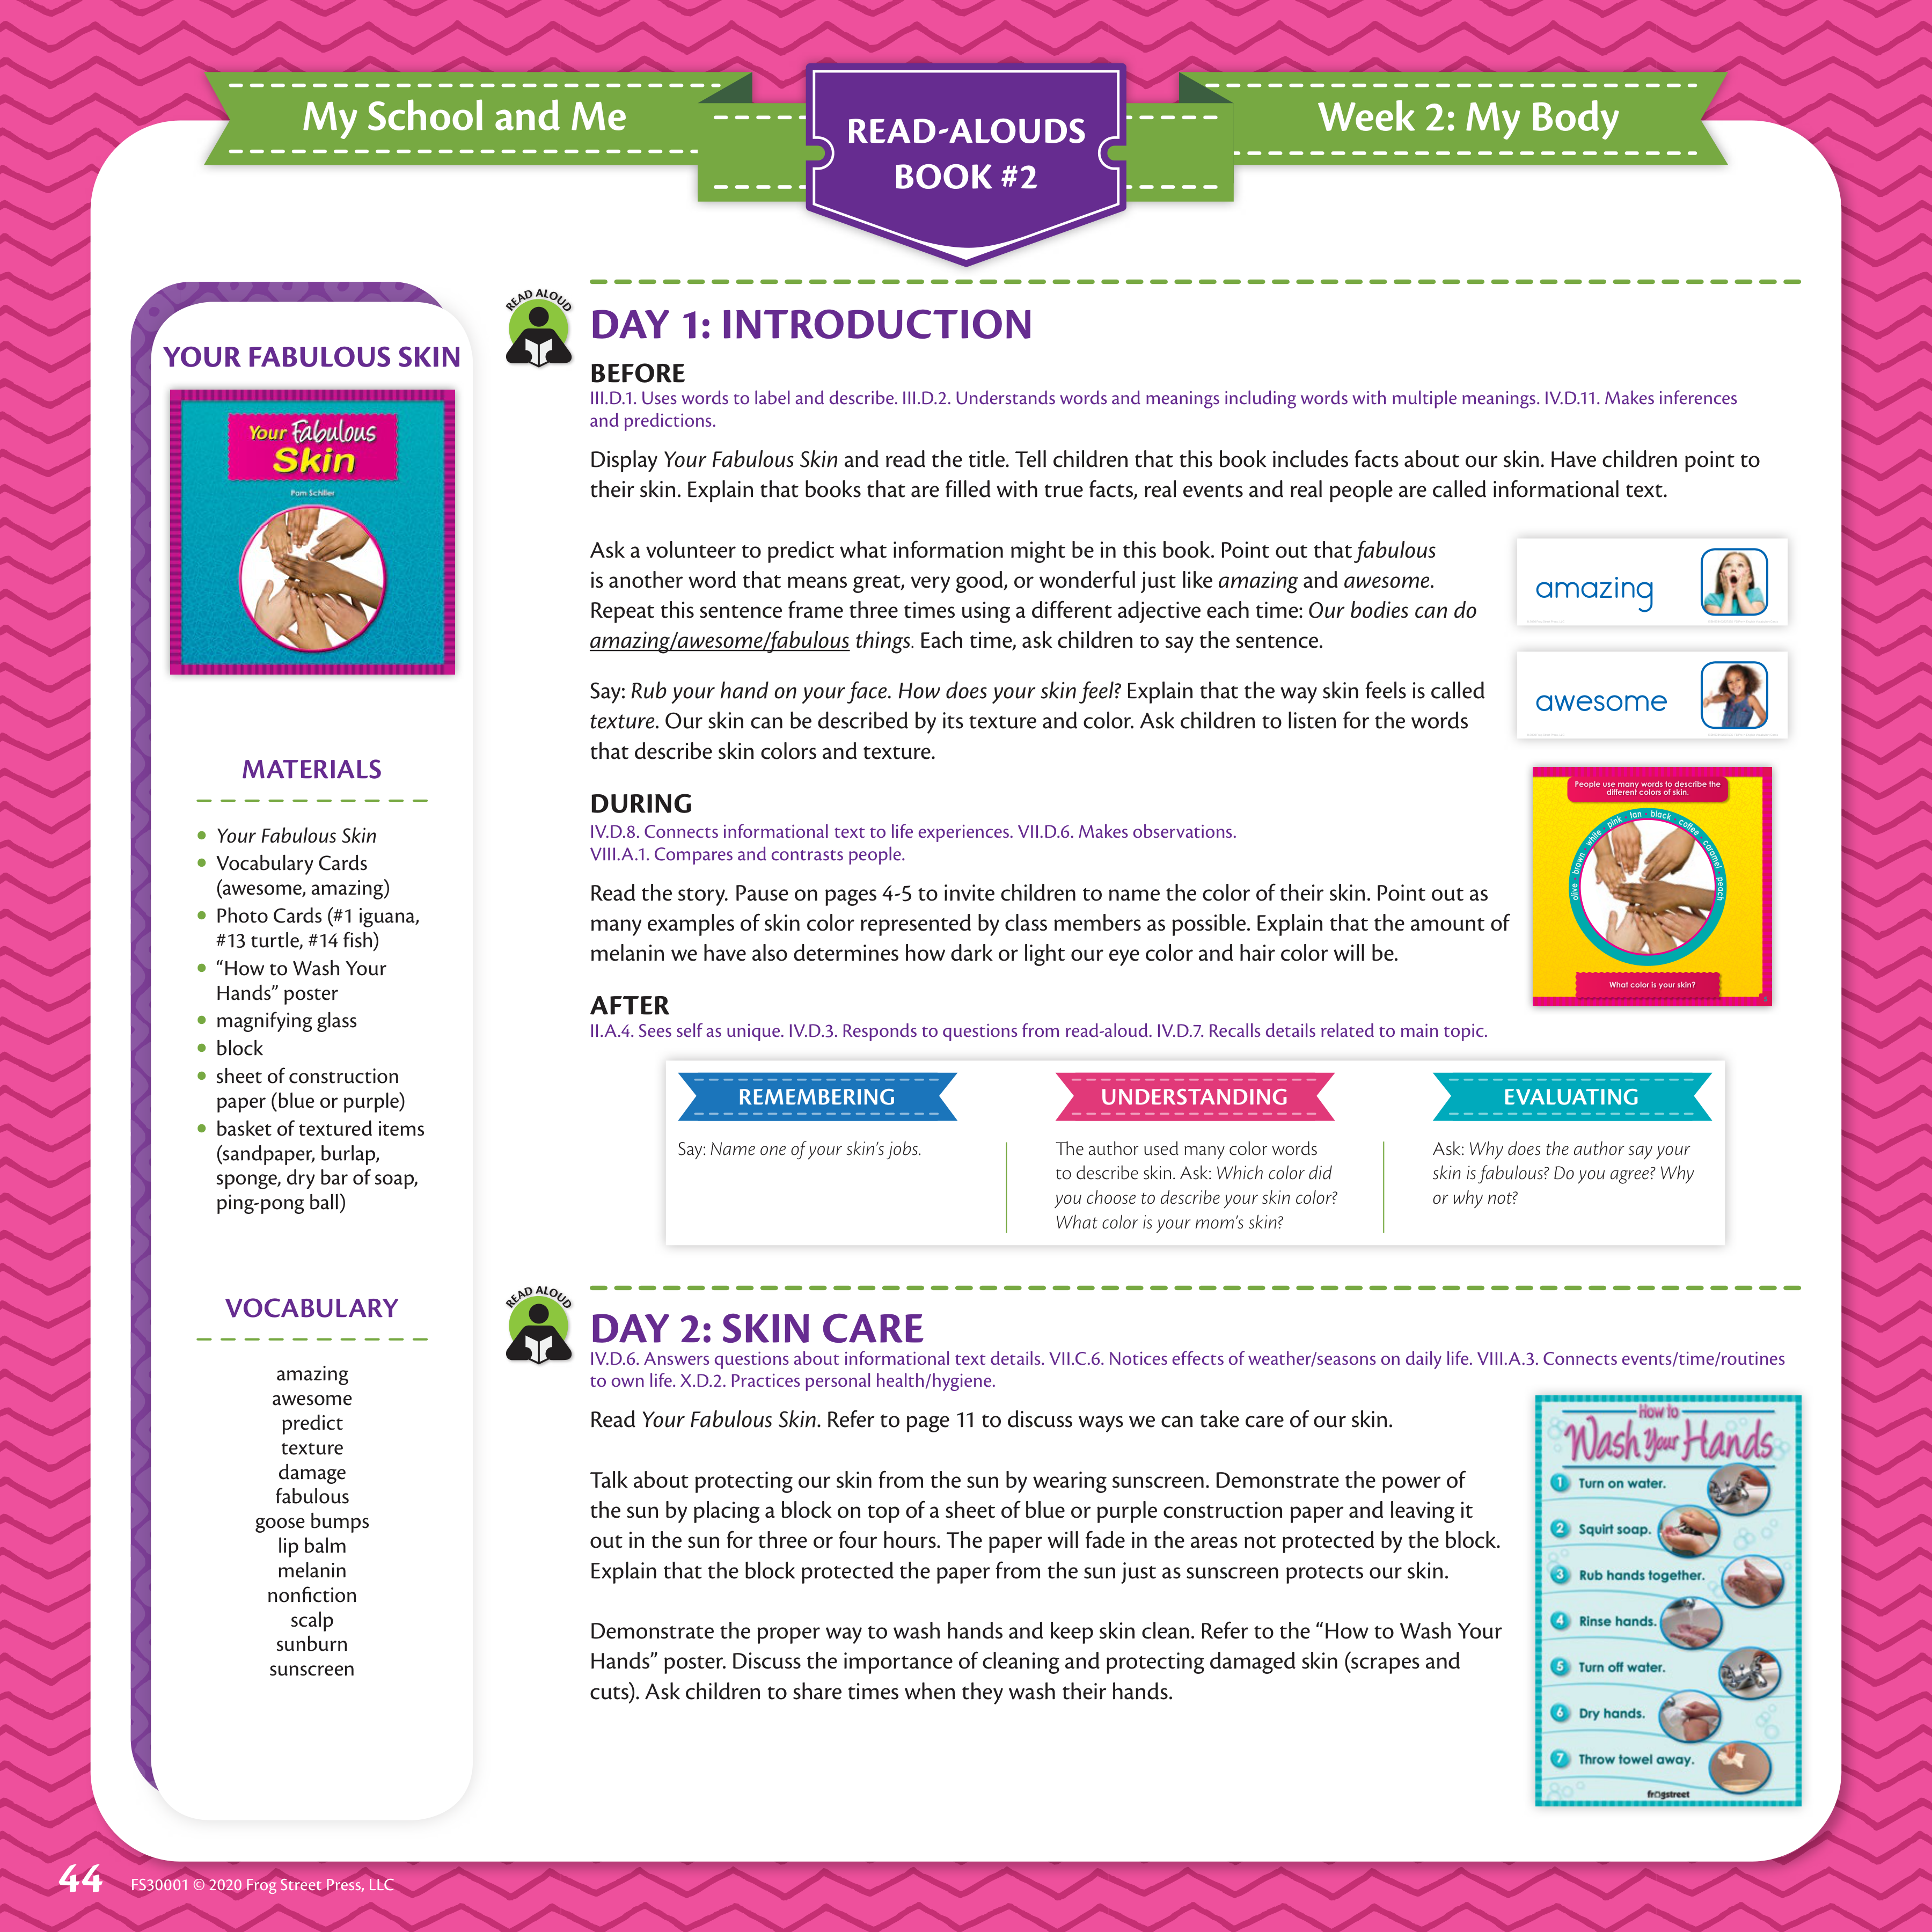 My School and Me
READ-ALOUDS
BOOK #2
Week 2: My Body
YOUR FABULOUS SKIN
Your Fabulous
Skin
Pam Schiller
MATERIALS
• Your Fabulous Skin
• Vocabulary Cards
(awesome, amazing)
• Photo Cards (#1 iguana,
#13 turtle, #14 fish)
• “How to Wash Your
Hands” poster
• magnifying glass
• block
• sheet of construction
paper (blue or purple)
• basket of textured items
(sandpaper, burlap,
sponge, dry bar of soap,
ping-pong ball)
VOCABULARY
amazing
awesome
predict
texture
damage
fabulous
goose bumps
lip balm
melanin
nonfiction
scalp
sunburn
sunscreen
READ ALOUD
DAY 1: INTRODUCTION
BEFORE
III.D.1. Uses words to label and describe. III.D.2. Understands words and meanings including words with multiple meanings. IV.D.11. Makes inferences
and predictions.
Display Your Fabulous Skin and read the title. Tell children that this book includes facts about our skin. Have children point to
their skin. Explain that books that are filled with true facts, real events and real people are called informational text.
Ask a volunteer to predict what information might be in this book. Point out that fabulous
is another word that means great, very good, or wonderful just like amazing and awesome.
Repeat this sentence frame three times using a different adjective each time: Our bodies can do
amazing/awesome/fabulous things. Each time, ask children to say the sentence.
Say: Rub your hand on your face. How does your skin feel? Explain that the way skin feels is called
texture. Our skin can be described by its texture and color. Ask children to listen for the words
that describe skin colors and texture.
amazing
awesome
DURING
IV.D.8. Connects informational text to life experiences. VII.D.6. Makes observations.
VIII.A.1. Compares and contrasts people.
Read the story. Pause on pages 4-5 to invite children to name the color of their skin. Point out as
many examples of skin color represented by class members as possible. Explain that the amount of
melanin we have also determines how dark or light our eye color and hair color will be.
People use many words to describe the
different colors of skin.
olive · brown · white · pink · tan · black · coffee · caramel · peach
What color is your skin?
AFTER
II.A.4. Sees self as unique. IV.D.3. Responds to questions from read-aloud. IV.D.7. Recalls details related to main topic.
REMEMBERING
Say: Name one of your skin’s jobs.
UNDERSTANDING
The author used many color words
to describe skin. Ask: Which color did
you choose to describe your skin color?
What color is your mom’s skin?
EVALUATING
Ask: Why does the author say your
skin is fabulous? Do you agree? Why
or why not?
READ ALOUD
DAY 2: SKIN CARE
IV.D.6. Answers questions about informational text details. VII.C.6. Notices effects of weather/seasons on daily life. VIII.A.3. Connects events/time/routines
to own life. X.D.2. Practices personal health/hygiene.
Read Your Fabulous Skin. Refer to page 11 to discuss ways we can take care of our skin.
Talk about protecting our skin from the sun by wearing sunscreen. Demonstrate the power of
the sun by placing a block on top of a sheet of blue or purple construction paper and leaving it
out in the sun for three or four hours. The paper will fade in the areas not protected by the block.
Explain that the block protected the paper from the sun just as sunscreen protects our skin.
Demonstrate the proper way to wash hands and keep skin clean. Refer to the “How to Wash Your
Hands” poster. Discuss the importance of cleaning and protecting damaged skin (scrapes and
cuts). Ask children to share times when they wash their hands.
How to
Wash Your Hands
1 Turn on water.
2 Squirt soap.
3 Rub hands together.
4 Rinse hands.
5 Turn off water.
6 Dry hands.
7 Throw towel away.
frogstreet
44
FS30001 © 2020 Frog Street Press, LLC